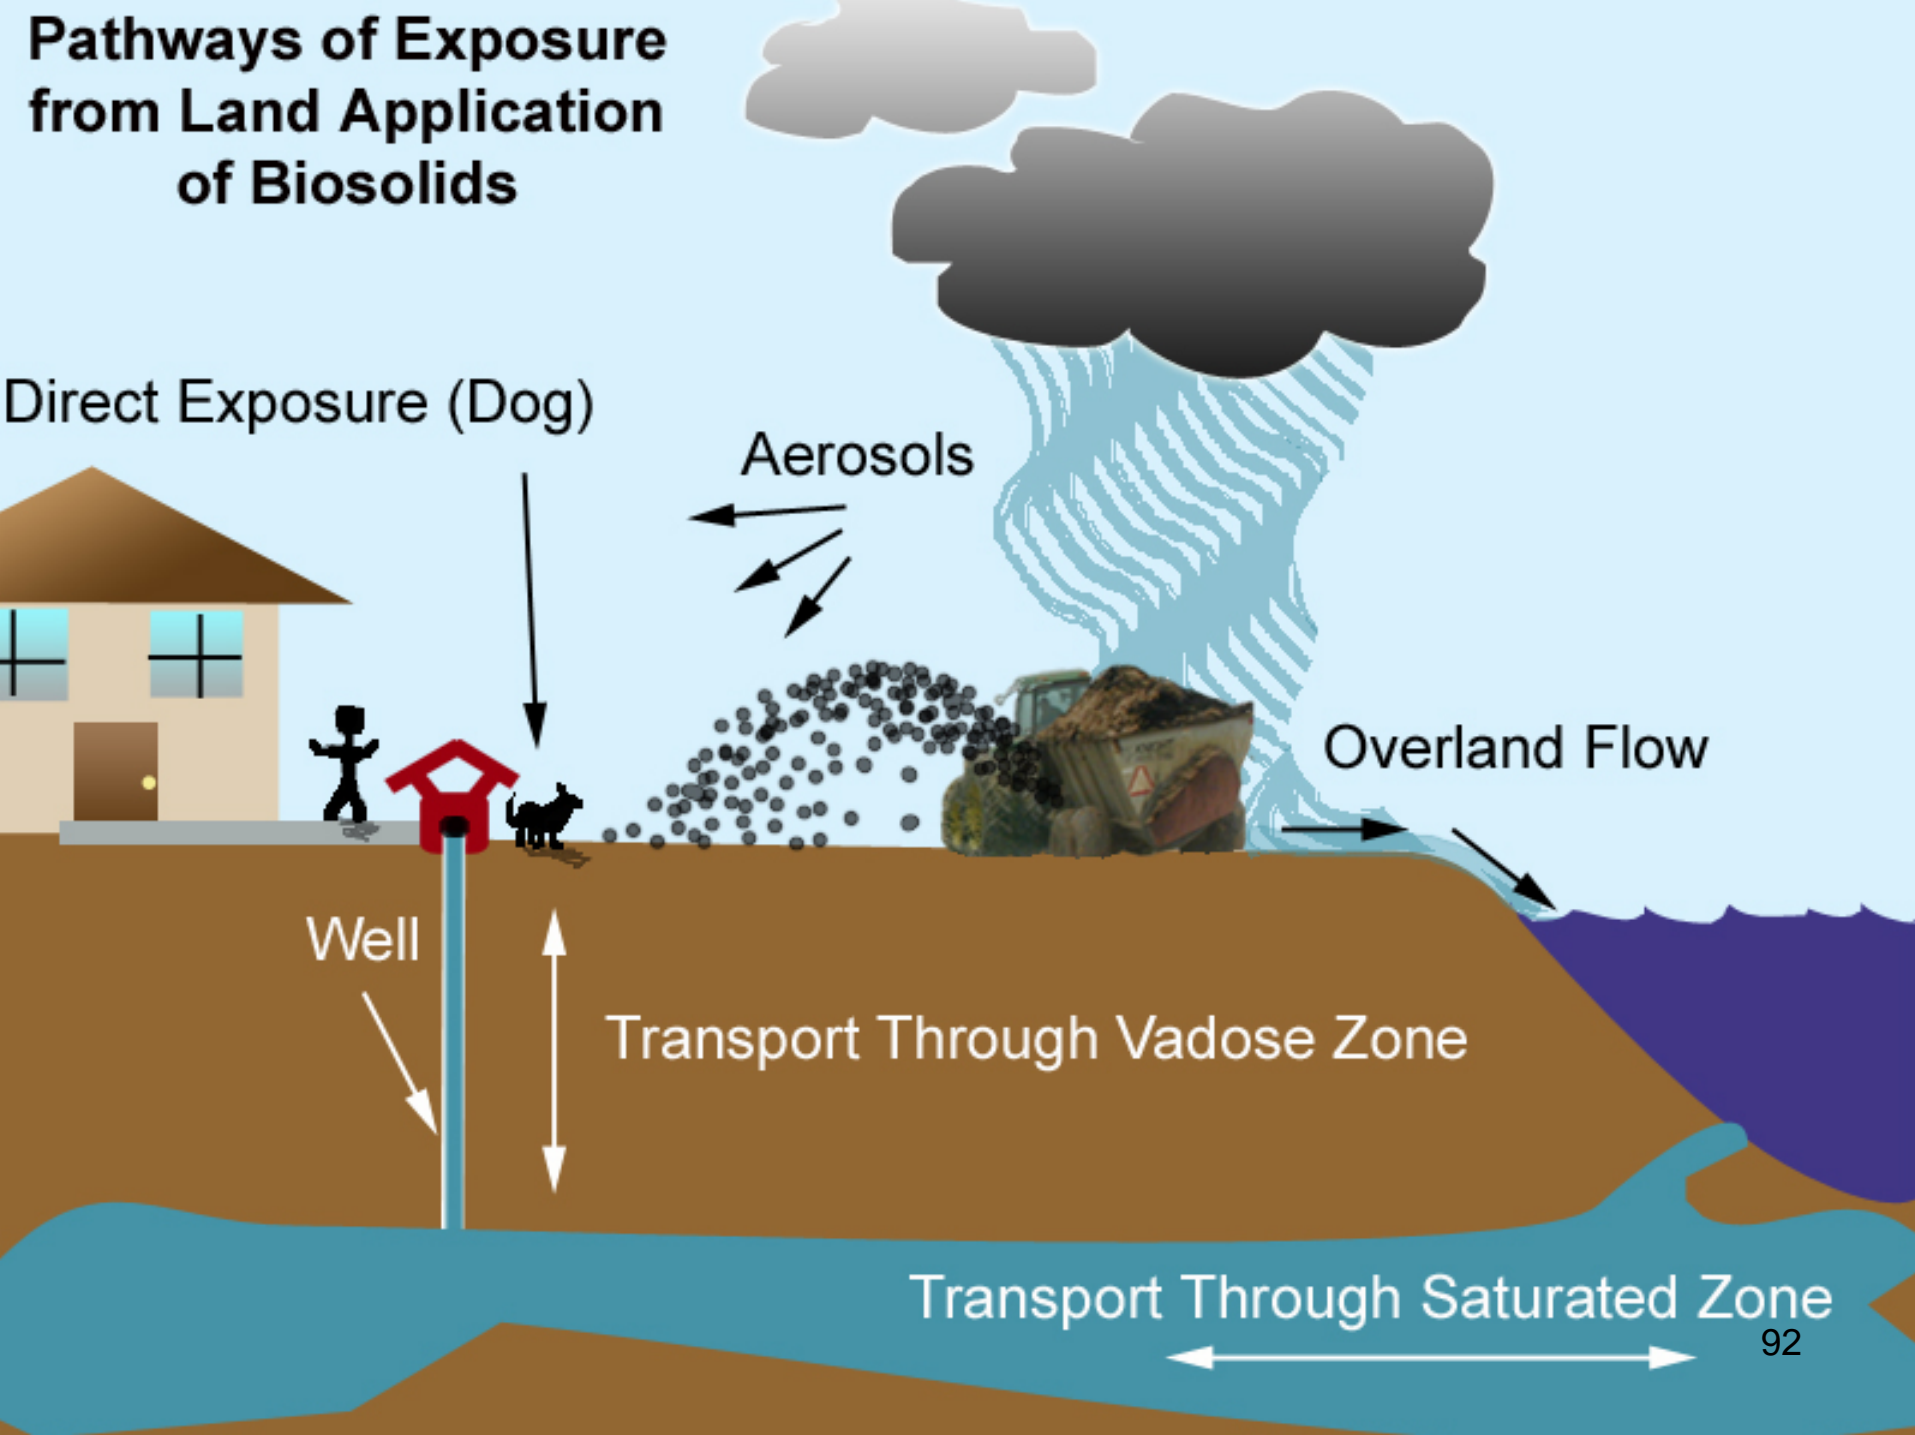 Pathways of Exposure
from Land Application
of Biosolids
Direct Exposure (Dog)
Aerosols
Overland Flow
Well
Transport Through Vadose Zone
Transport Through Saturated Zone
92